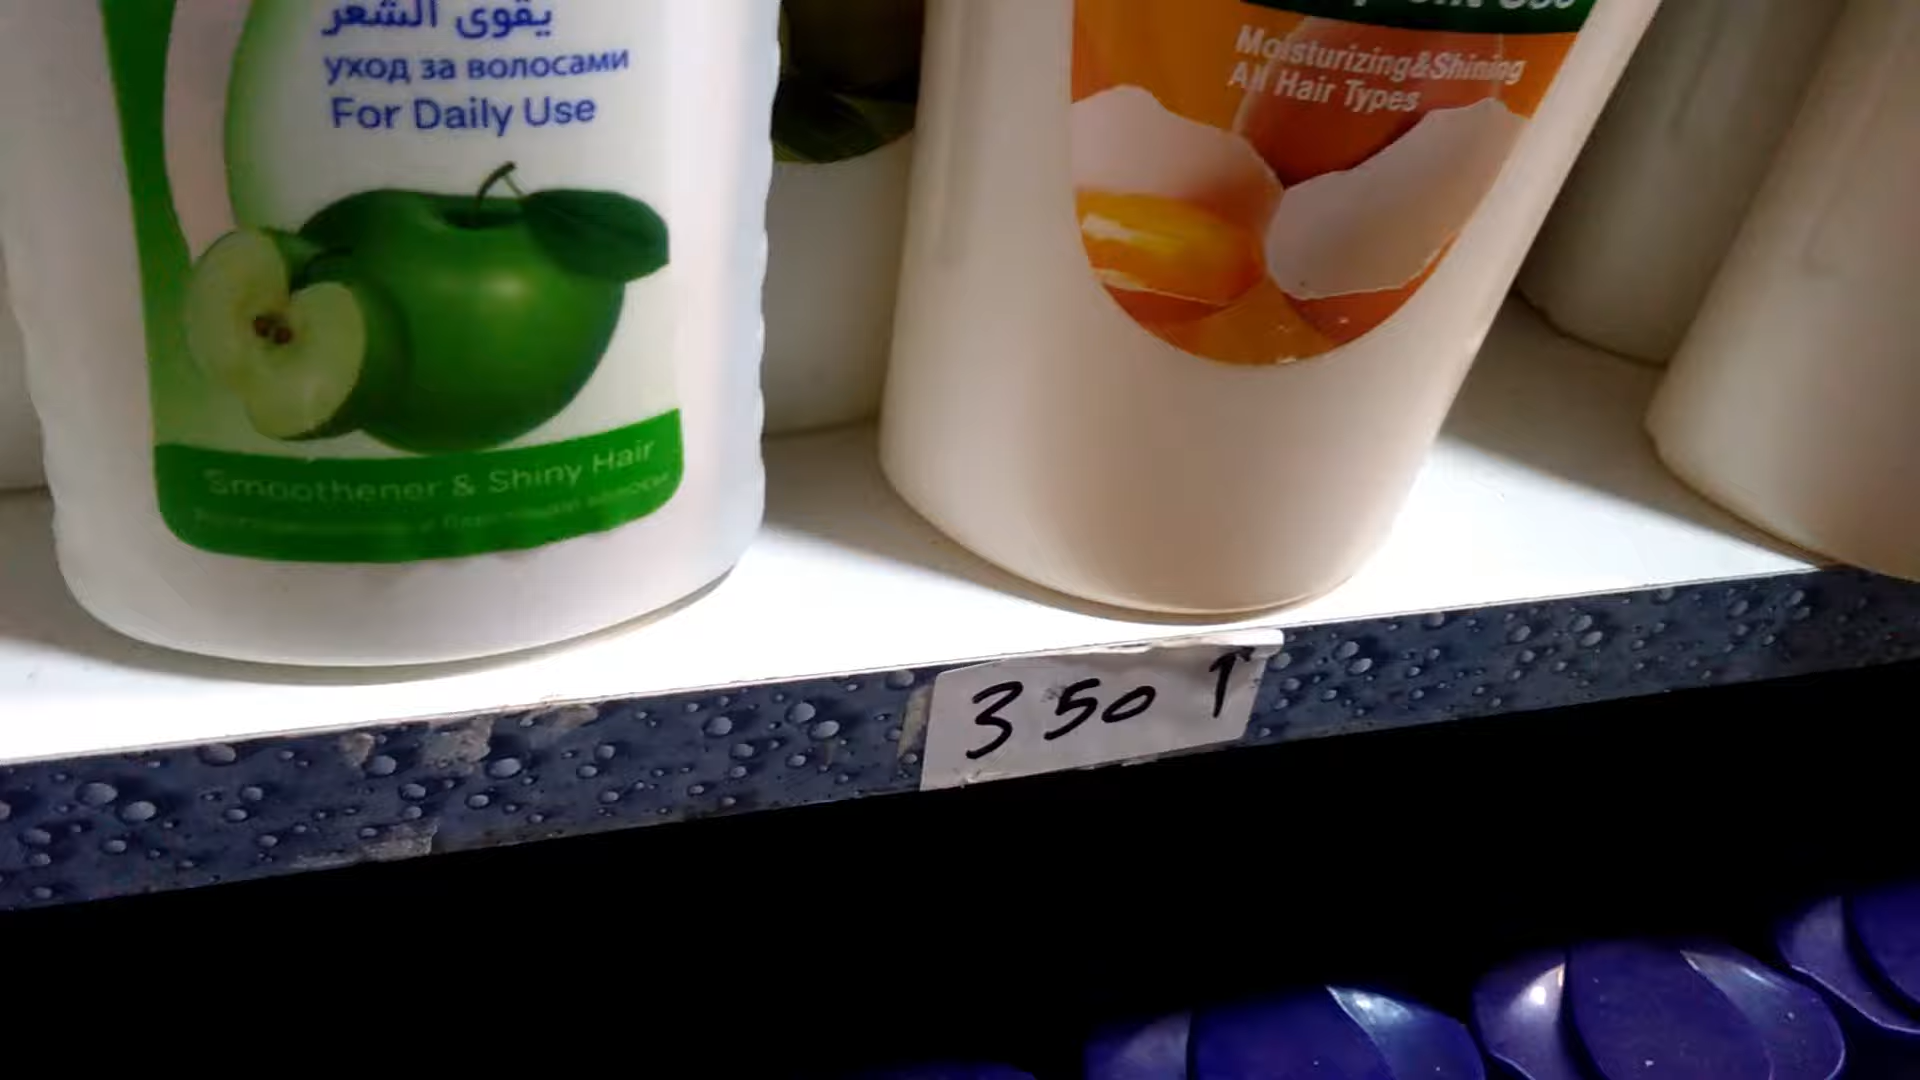 يقوى الشعر
уход за волосами
For Daily Use
Smoothener & Shiny Hair
Moisturizing&Shining
All Hair Types
350 ↑